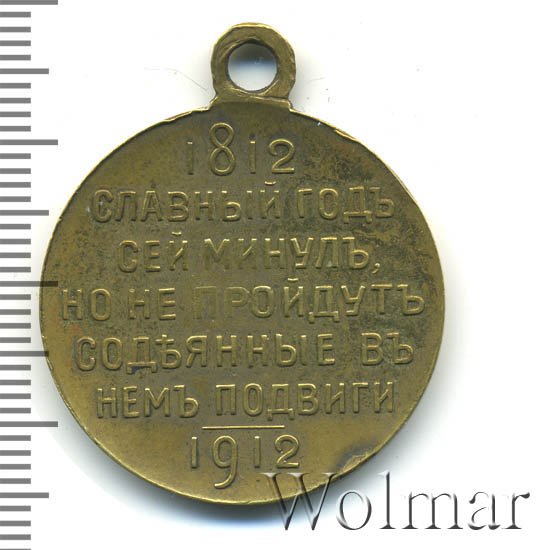 1812
СЛАВНЫЙ ГОДЪ
СЕЙ МИНУЛЪ,
НО НЕ ПРОЙДУТЪ
СОДѢЯННЫЕ ВЪ
НЕМЪ ПОДВИГИ
1912
Wolmar